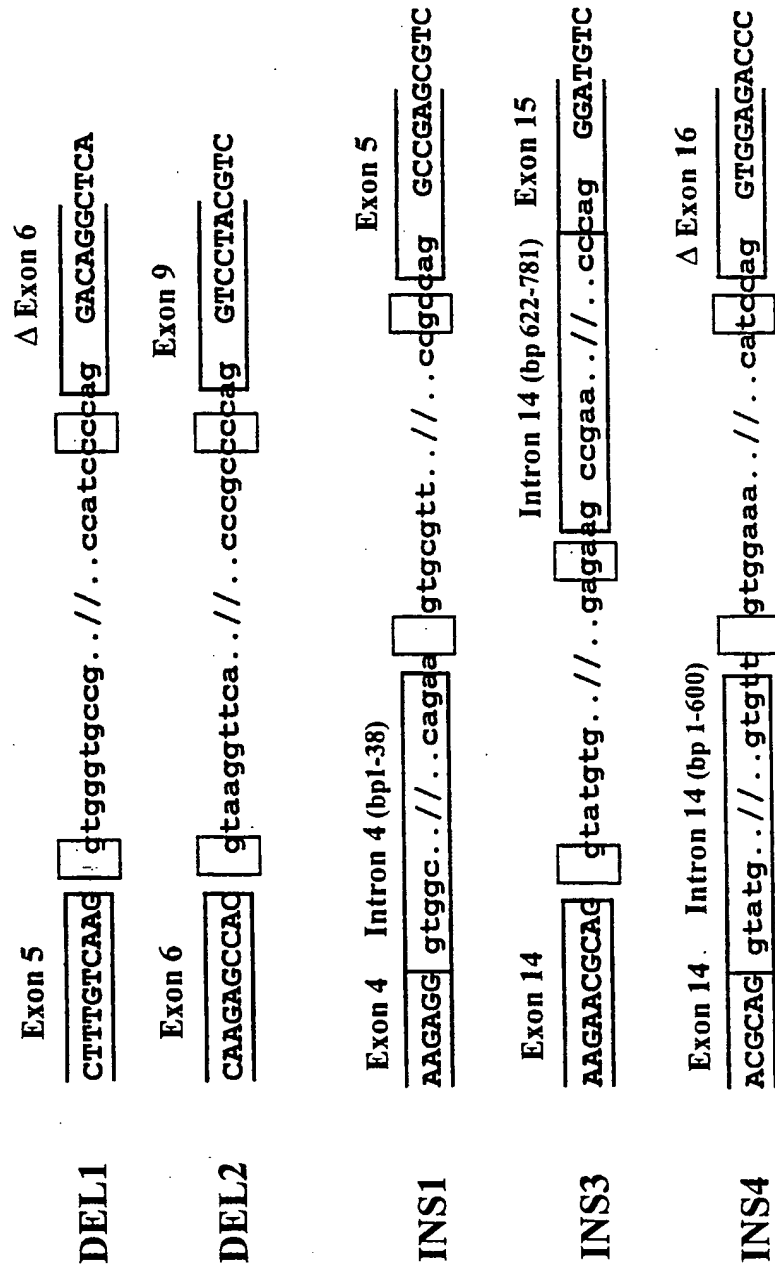 Exon 5 Δ Exon 6
DEL1 CTTTGTCAAG gtgggtgccg..//..ccatccccag GACAGGCTCA
Exon 6 Exon 9
DEL2 CAAGAGCCAC gtaaggttca..//..cccgccccag GTCCTACGTC
Exon 4 Intron 4 (bp1-38) Exon 5
INS1 AAGAGG gtggc..//..cagaa gtgcgtt..//..ccgccag GCCGAGCGTC
Exon 14 Intron 14 (bp 622-781) Exon 15
INS3 AAGAACGCAG gtatgtg..//..gagaag ccgaa..//..cccag GGATGTC
Exon 14 Intron 14 (bp 1-600) Δ Exon 16
INS4 ACGCAG gtatg..//..gtgtt gtggaaa..//..catccag GTGGAGACCC